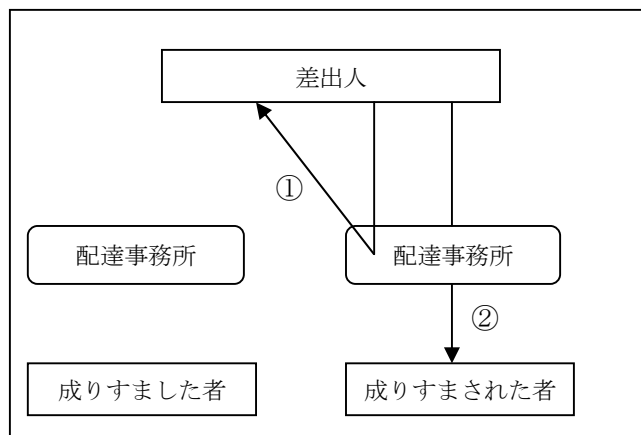 差出人
①
配達事務所
配達事務所
②
成りすました者
成りすまされた者